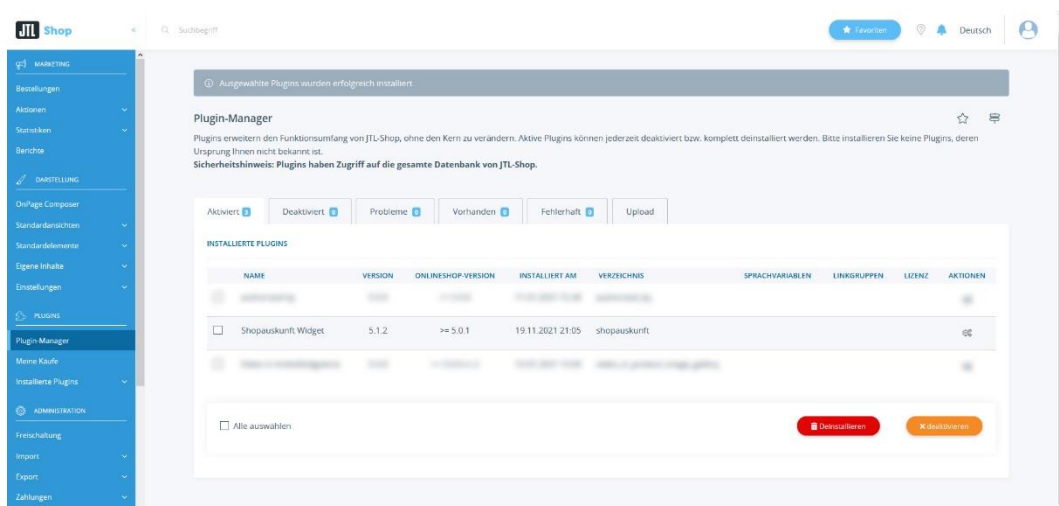 JTL Shop
«
Suchbegriff
Favoriten
Deutsch
MARKETING
Bestellungen
Aktionen
Statistiken
Berichte
DARSTELLUNG
OnPage Composer
Standardansichten
Standardelemente
Eigene Inhalte
Einstellungen
PLUGINS
Plugin-Manager
Meine Käufe
Installierte Plugins
ADMINISTRATION
Freischaltung
Import
Export
Zahlungen
Ausgewählte Plugins wurden erfolgreich installiert
Plugin-Manager
Plugins erweitern den Funktionsumfang von JTL-Shop, ohne den Kern zu verändern. Aktive Plugins können jederzeit deaktiviert bzw. komplett deinstalliert werden. Bitte installieren Sie keine Plugins, deren
Ursprung Ihnen nicht bekannt ist.
Sicherheitshinweis: Plugins haben Zugriff auf die gesamte Datenbank von JTL-Shop.
Aktiviert 3 Deaktiviert 0 Probleme 0 Vorhanden 0 Fehlerhaft 0 Upload
INSTALLIERTE PLUGINS
NAME VERSION ONLINESHOP-VERSION INSTALLIERT AM VERZEICHNIS SPRACHVARIABLEN LINKGRUPPEN LIZENZ AKTIONEN
Shopauskunft Widget 5.1.2 >= 5.0.1 19.11.2021 21:05 shopauskunft
Alle auswählen Deinstallieren deaktivieren